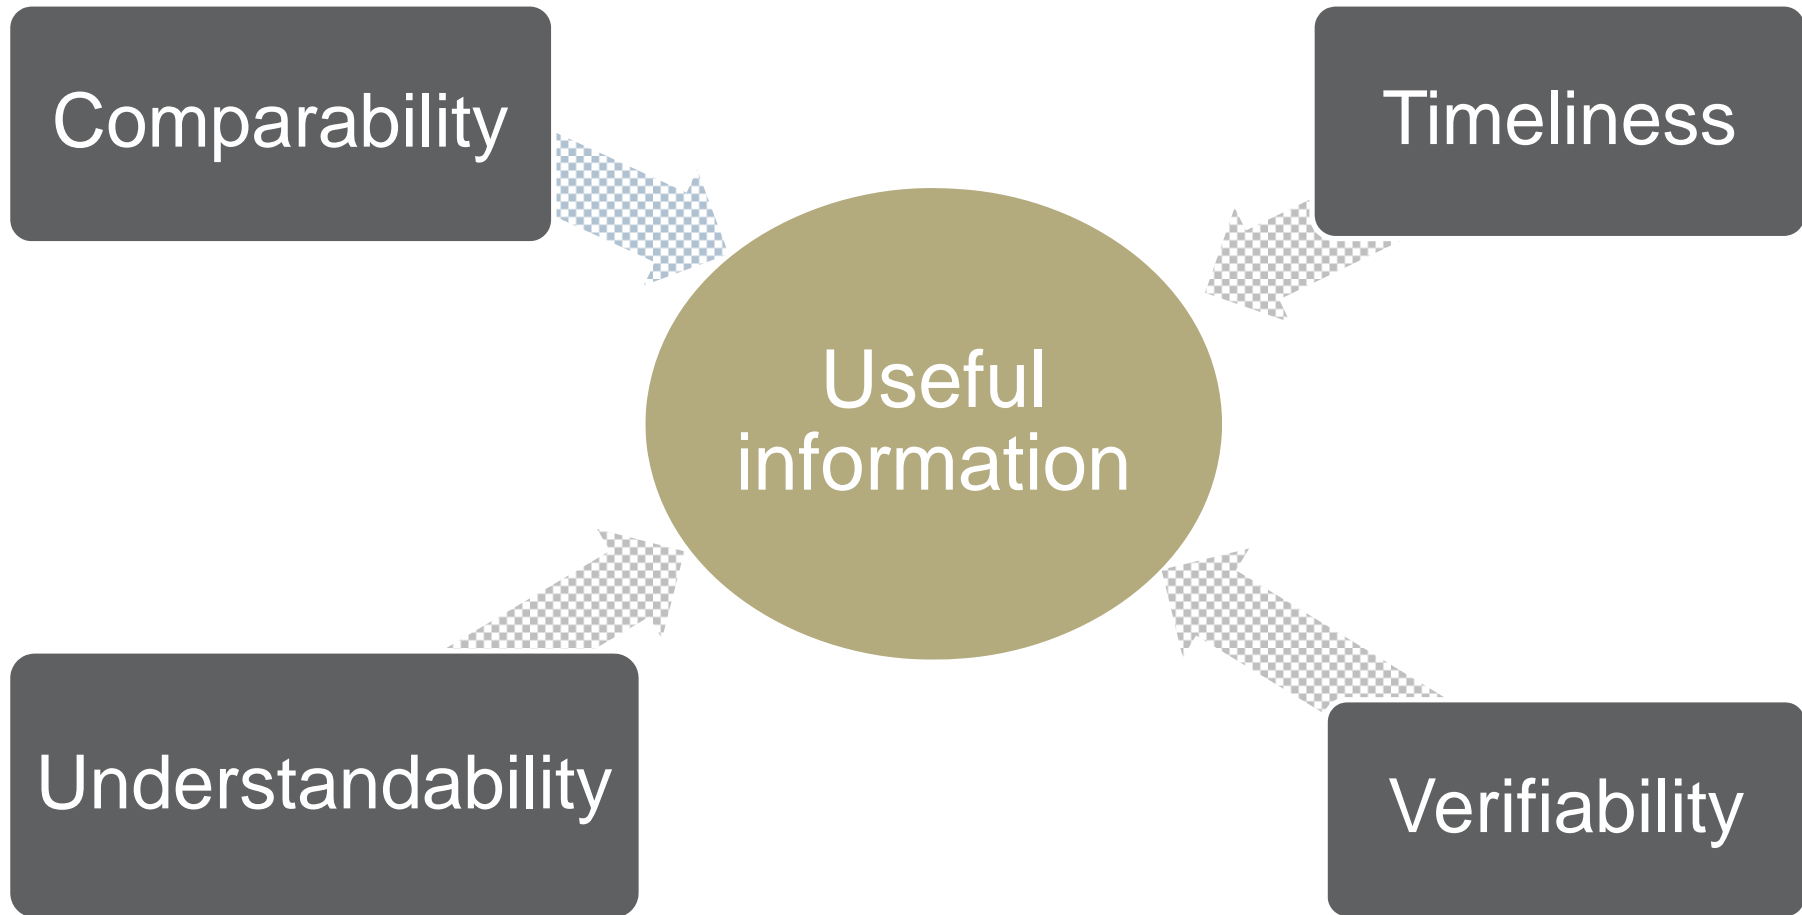 Comparability
Timeliness
Useful
information
Understandability
Verifiability